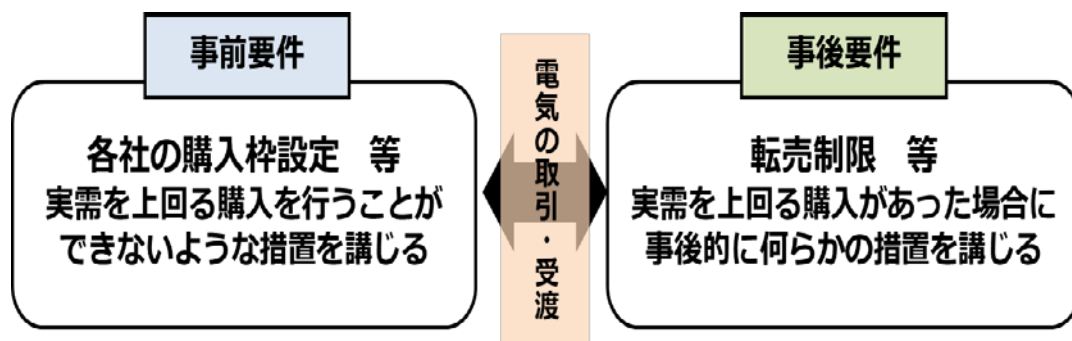 事前要件
各社の購入枠設定　等
実需を上回る購入を行うことが
できないような措置を講じる
電気の取引・受渡
事後要件
転売制限　等
実需を上回る購入があった場合に
事後的に何らかの措置を講じる